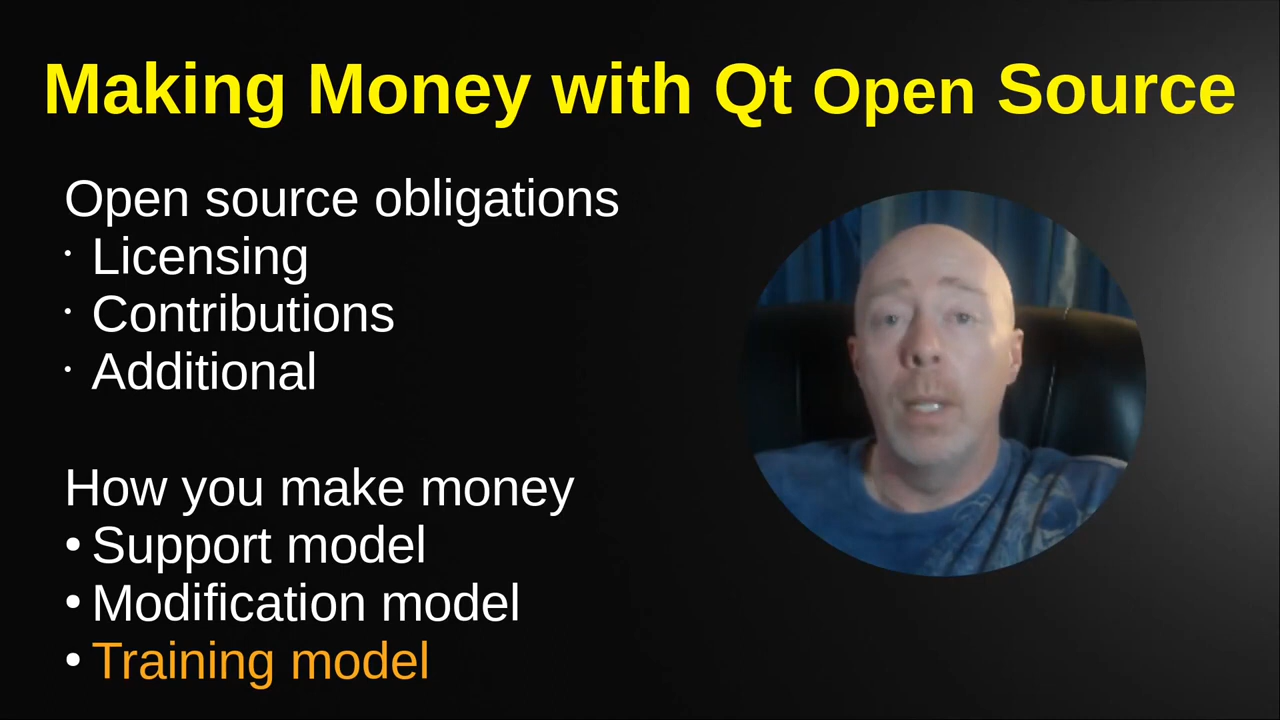 Making Money with Qt Open Source
Open source obligations
· Licensing
· Contributions
· Additional
How you make money
• Support model
• Modification model
• Training model